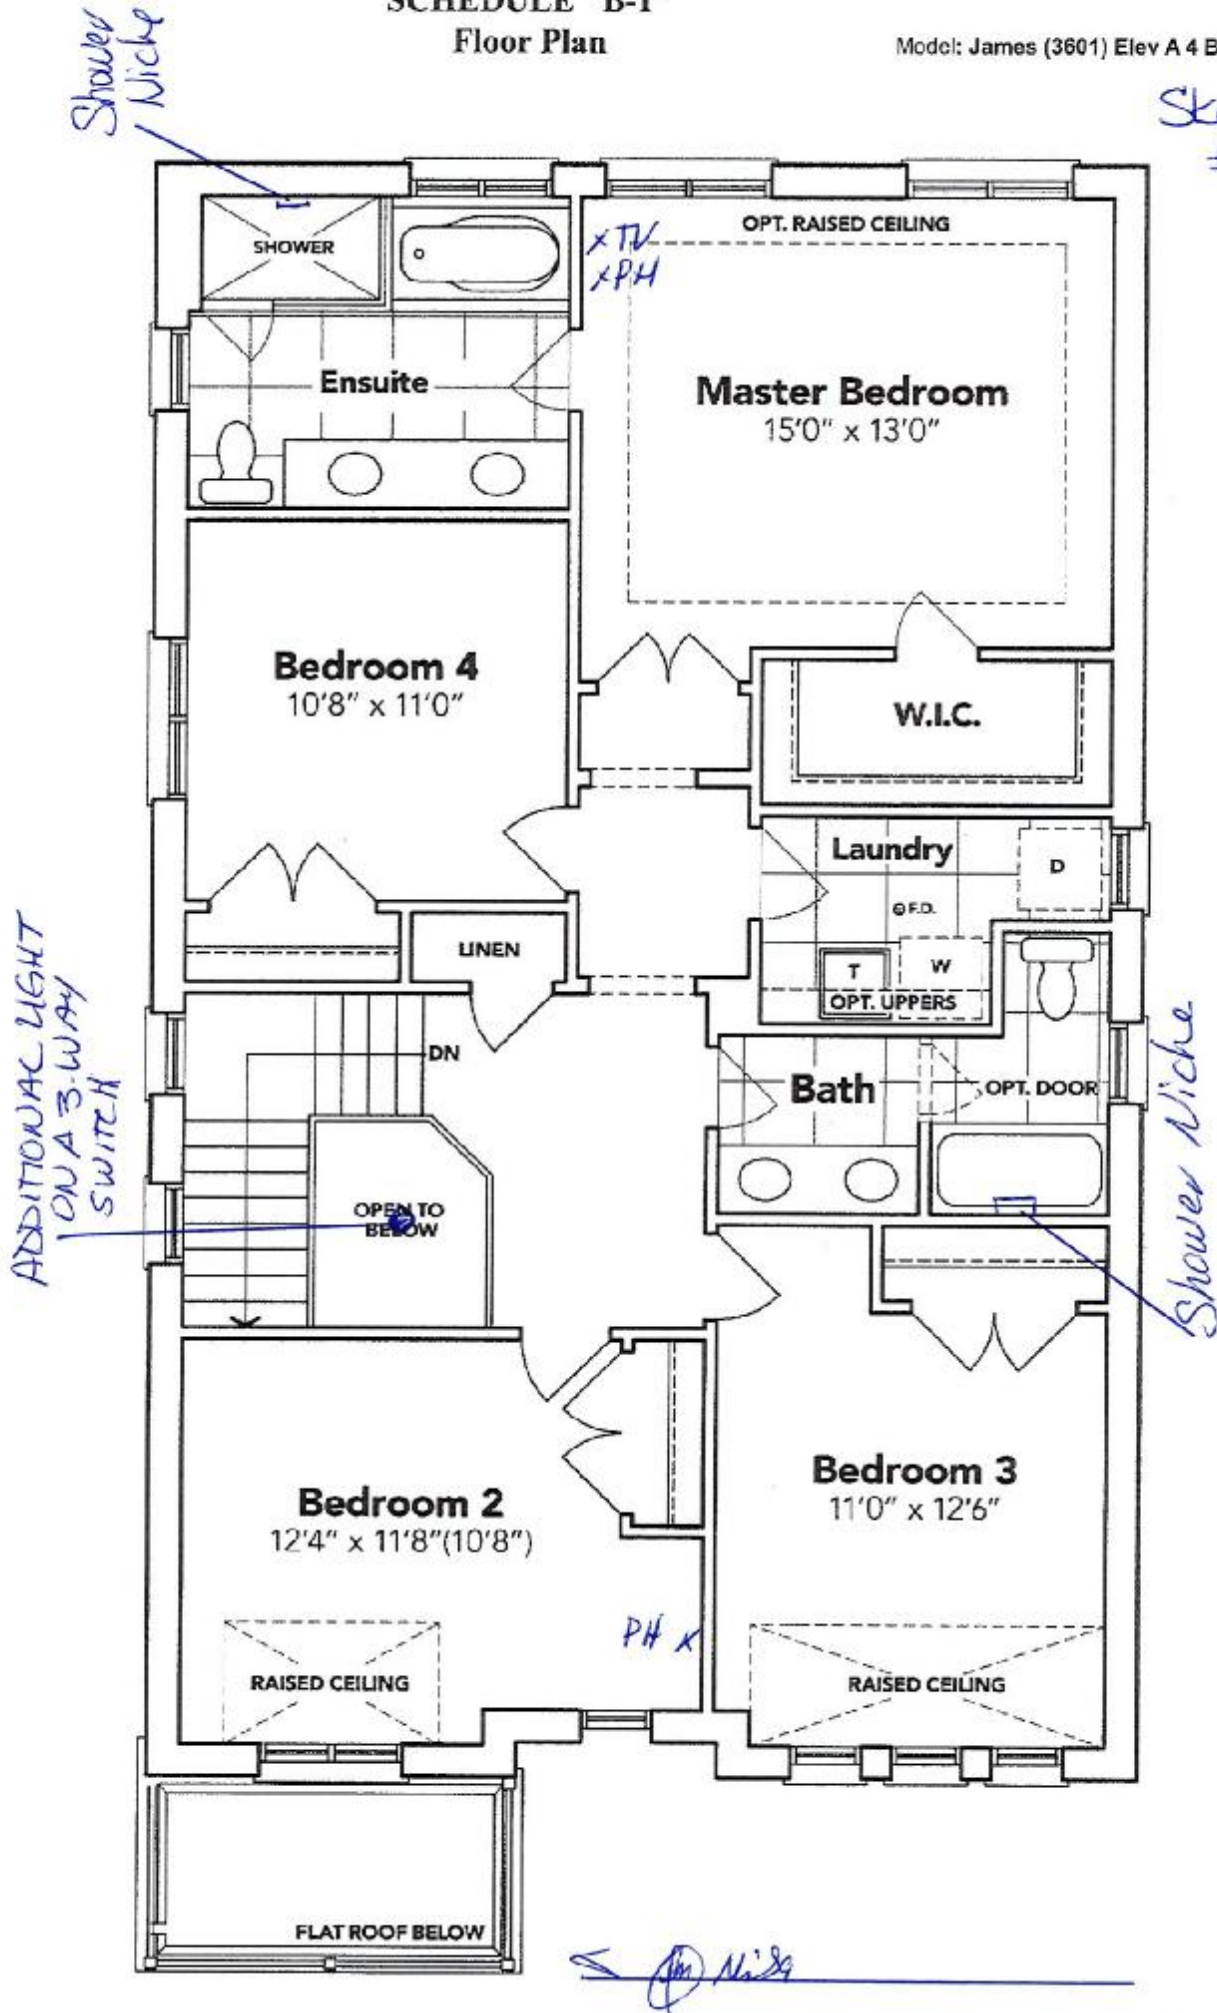 SCHEDULE "B-1"
Floor Plan
Model: James (3601) Elev A 4 B
Shower
Niche
OPT. RAISED CEILING
SHOWER
x TV
x PH
Ensuite
Master Bedroom
15'0" x 13'0"
Bedroom 4
10'8" x 11'0"
W.I.C.
Laundry
D
F.D.
LINEN
T
W
OPT. UPPERS
ADDITIONAL LIGHT
ON A 3-WAY
SWITCH
DN
Bath
OPT. DOOR
OPEN TO
BELOW
Shower Niche
Bedroom 2
12'4" x 11'8"(10'8")
Bedroom 3
11'0" x 12'6"
PH x
RAISED CEILING
RAISED CEILING
FLAT ROOF BELOW